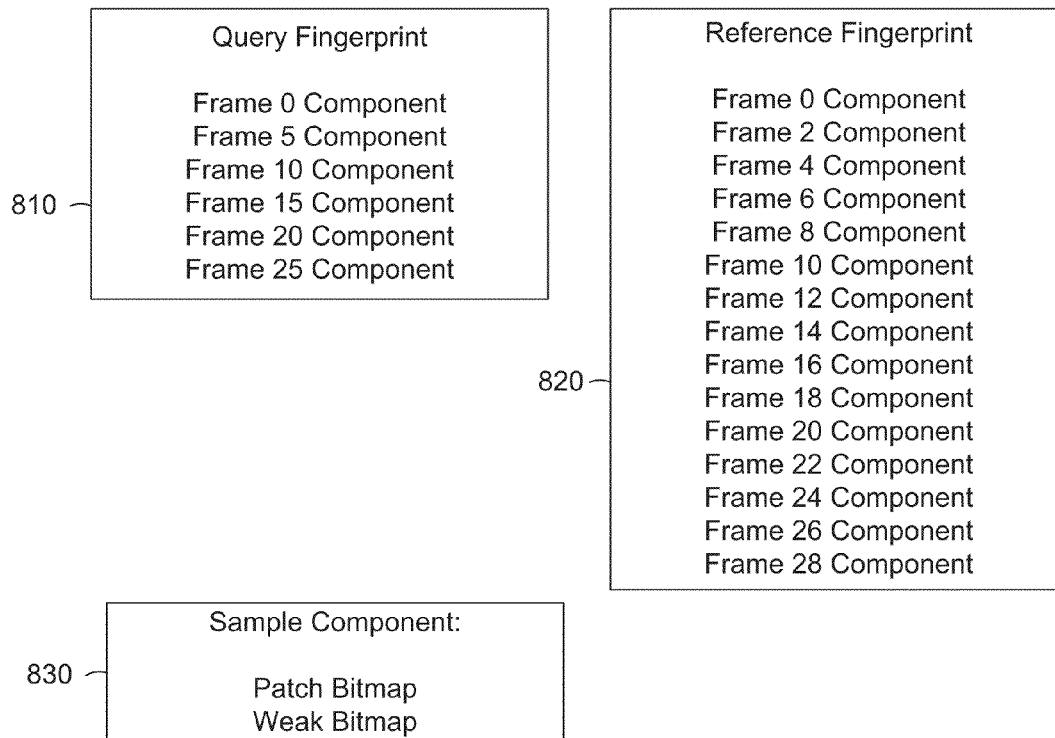 Query Fingerprint
Frame 0 Component
Frame 5 Component
Frame 10 Component
Frame 15 Component
Frame 20 Component
Frame 25 Component
810
Reference Fingerprint
Frame 0 Component
Frame 2 Component
Frame 4 Component
Frame 6 Component
Frame 8 Component
Frame 10 Component
Frame 12 Component
Frame 14 Component
Frame 16 Component
Frame 18 Component
Frame 20 Component
Frame 22 Component
Frame 24 Component
Frame 26 Component
Frame 28 Component
820
Sample Component:
Patch Bitmap
Weak Bitmap
830